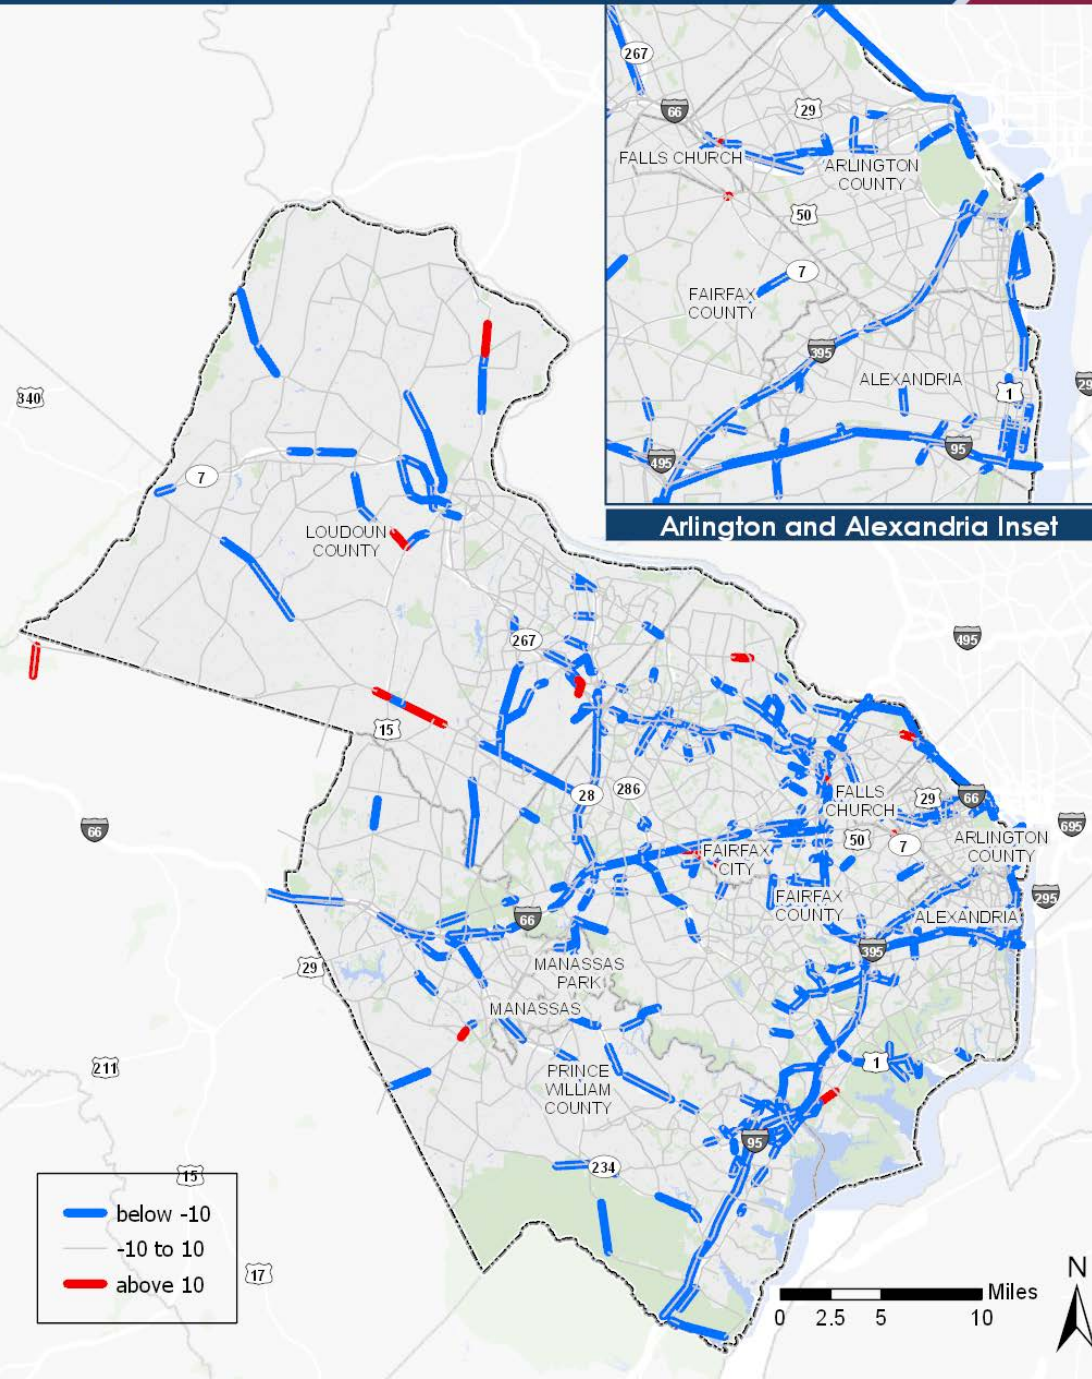 267
66
29
FALLS CHURCH
ARLINGTON
COUNTY
50
7
FAIRFAX
COUNTY
395
ALEXANDRIA
1
29
495
95
Arlington and Alexandria Inset
340
7
LOUDOUN
COUNTY
267
495
15
28
286
FALLS
CHURCH
29
66
66
695
50
7
ARLINGTON
COUNTY
FAIRFAX
CITY
295
FAIRFAX
COUNTY
ALEXANDRIA
66
395
29
MANASSAS
PARK
MANASSAS
211
1
PRINCE
WILLIAM
COUNTY
95
234
15
below -10
-10 to 10
above 10
17
N
Miles
0 2.5 5 10